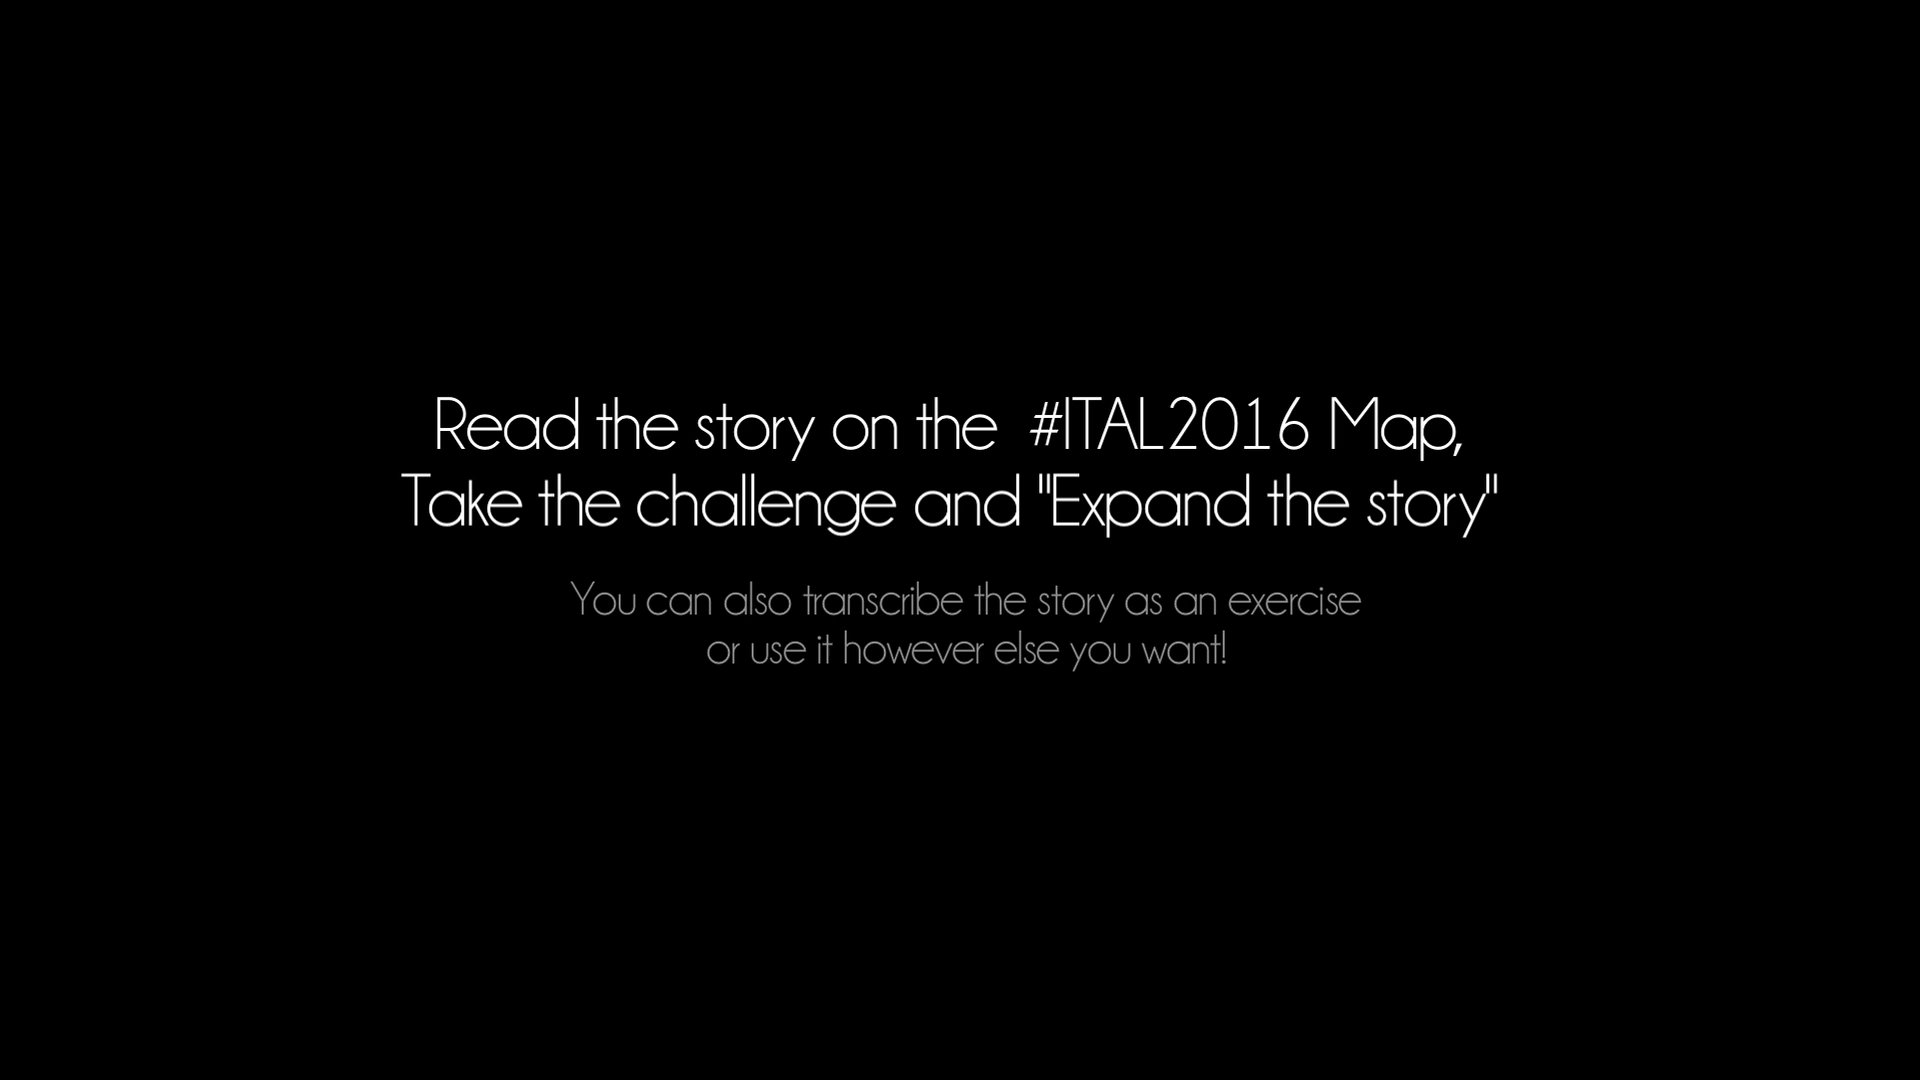 Read the story on the #ITAL2016 Map,
Take the challenge and "Expand the story"
You can also transcribe the story as an exercise
or use it however else you want!